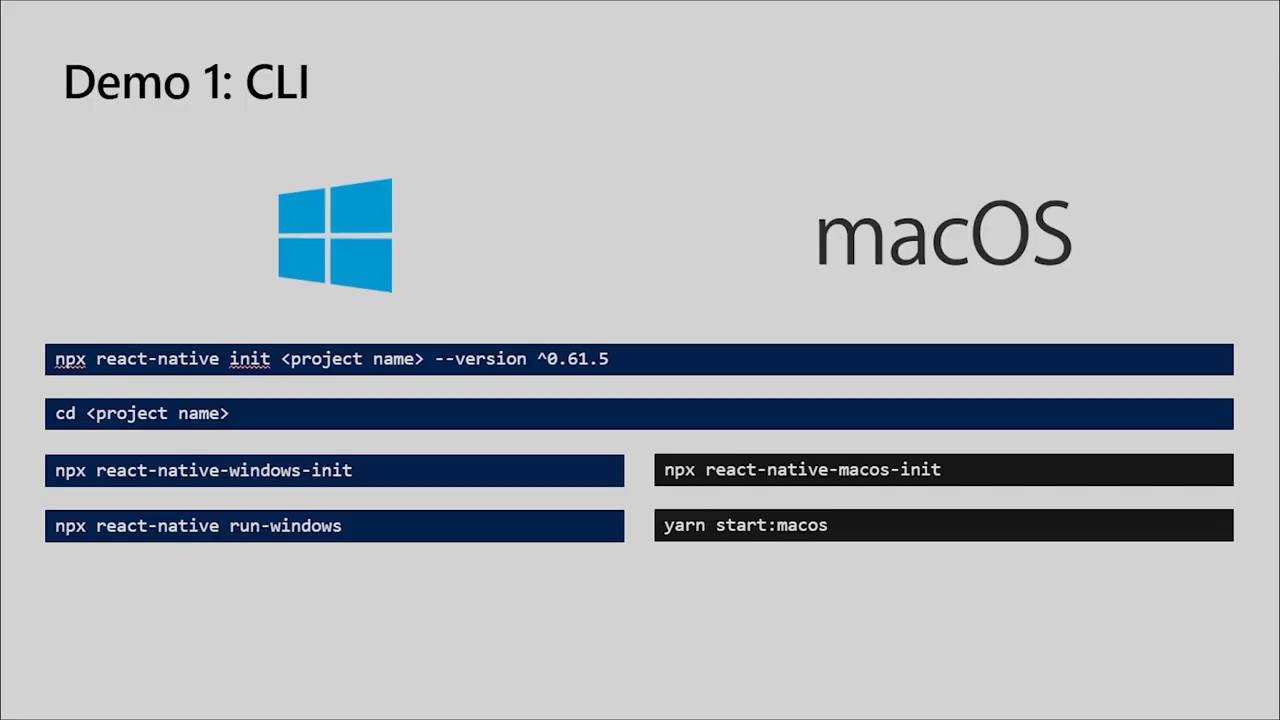 Demo 1: CLI
macOS
npx react-native init <project name> --version ^0.61.5
cd <project name>
npx react-native-windows-init
npx react-native-macos-init
npx react-native run-windows
yarn start:macos